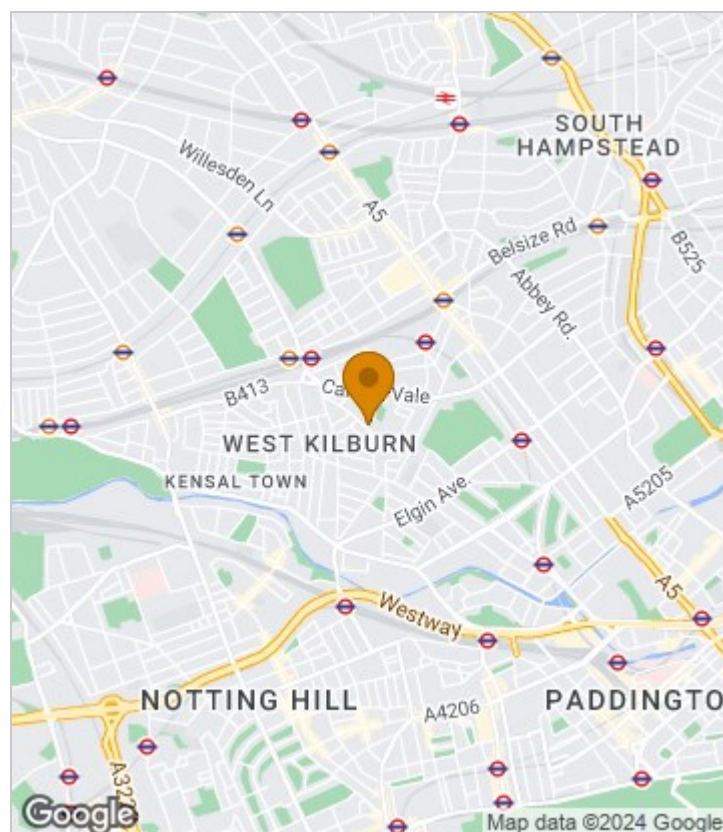 SOUTH
HAMPSTEAD
Willesden Ln
A5
Belsize Rd
B525
Abbey Rd.
B413
WEST KILBURN
KENSAL TOWN
Elgin Ave.
A5205
A5
Westway
NOTTING HILL
A4206
PADDINGTO
Google
Map data ©2024 Google